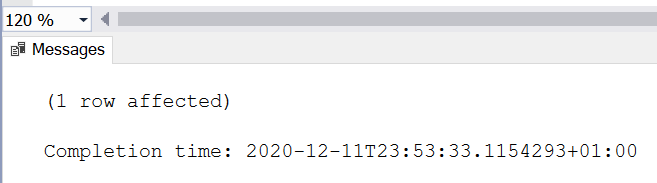 120 %
Messages
(1 row affected)
Completion time: 2020-12-11T23:53:33.1154293+01:00